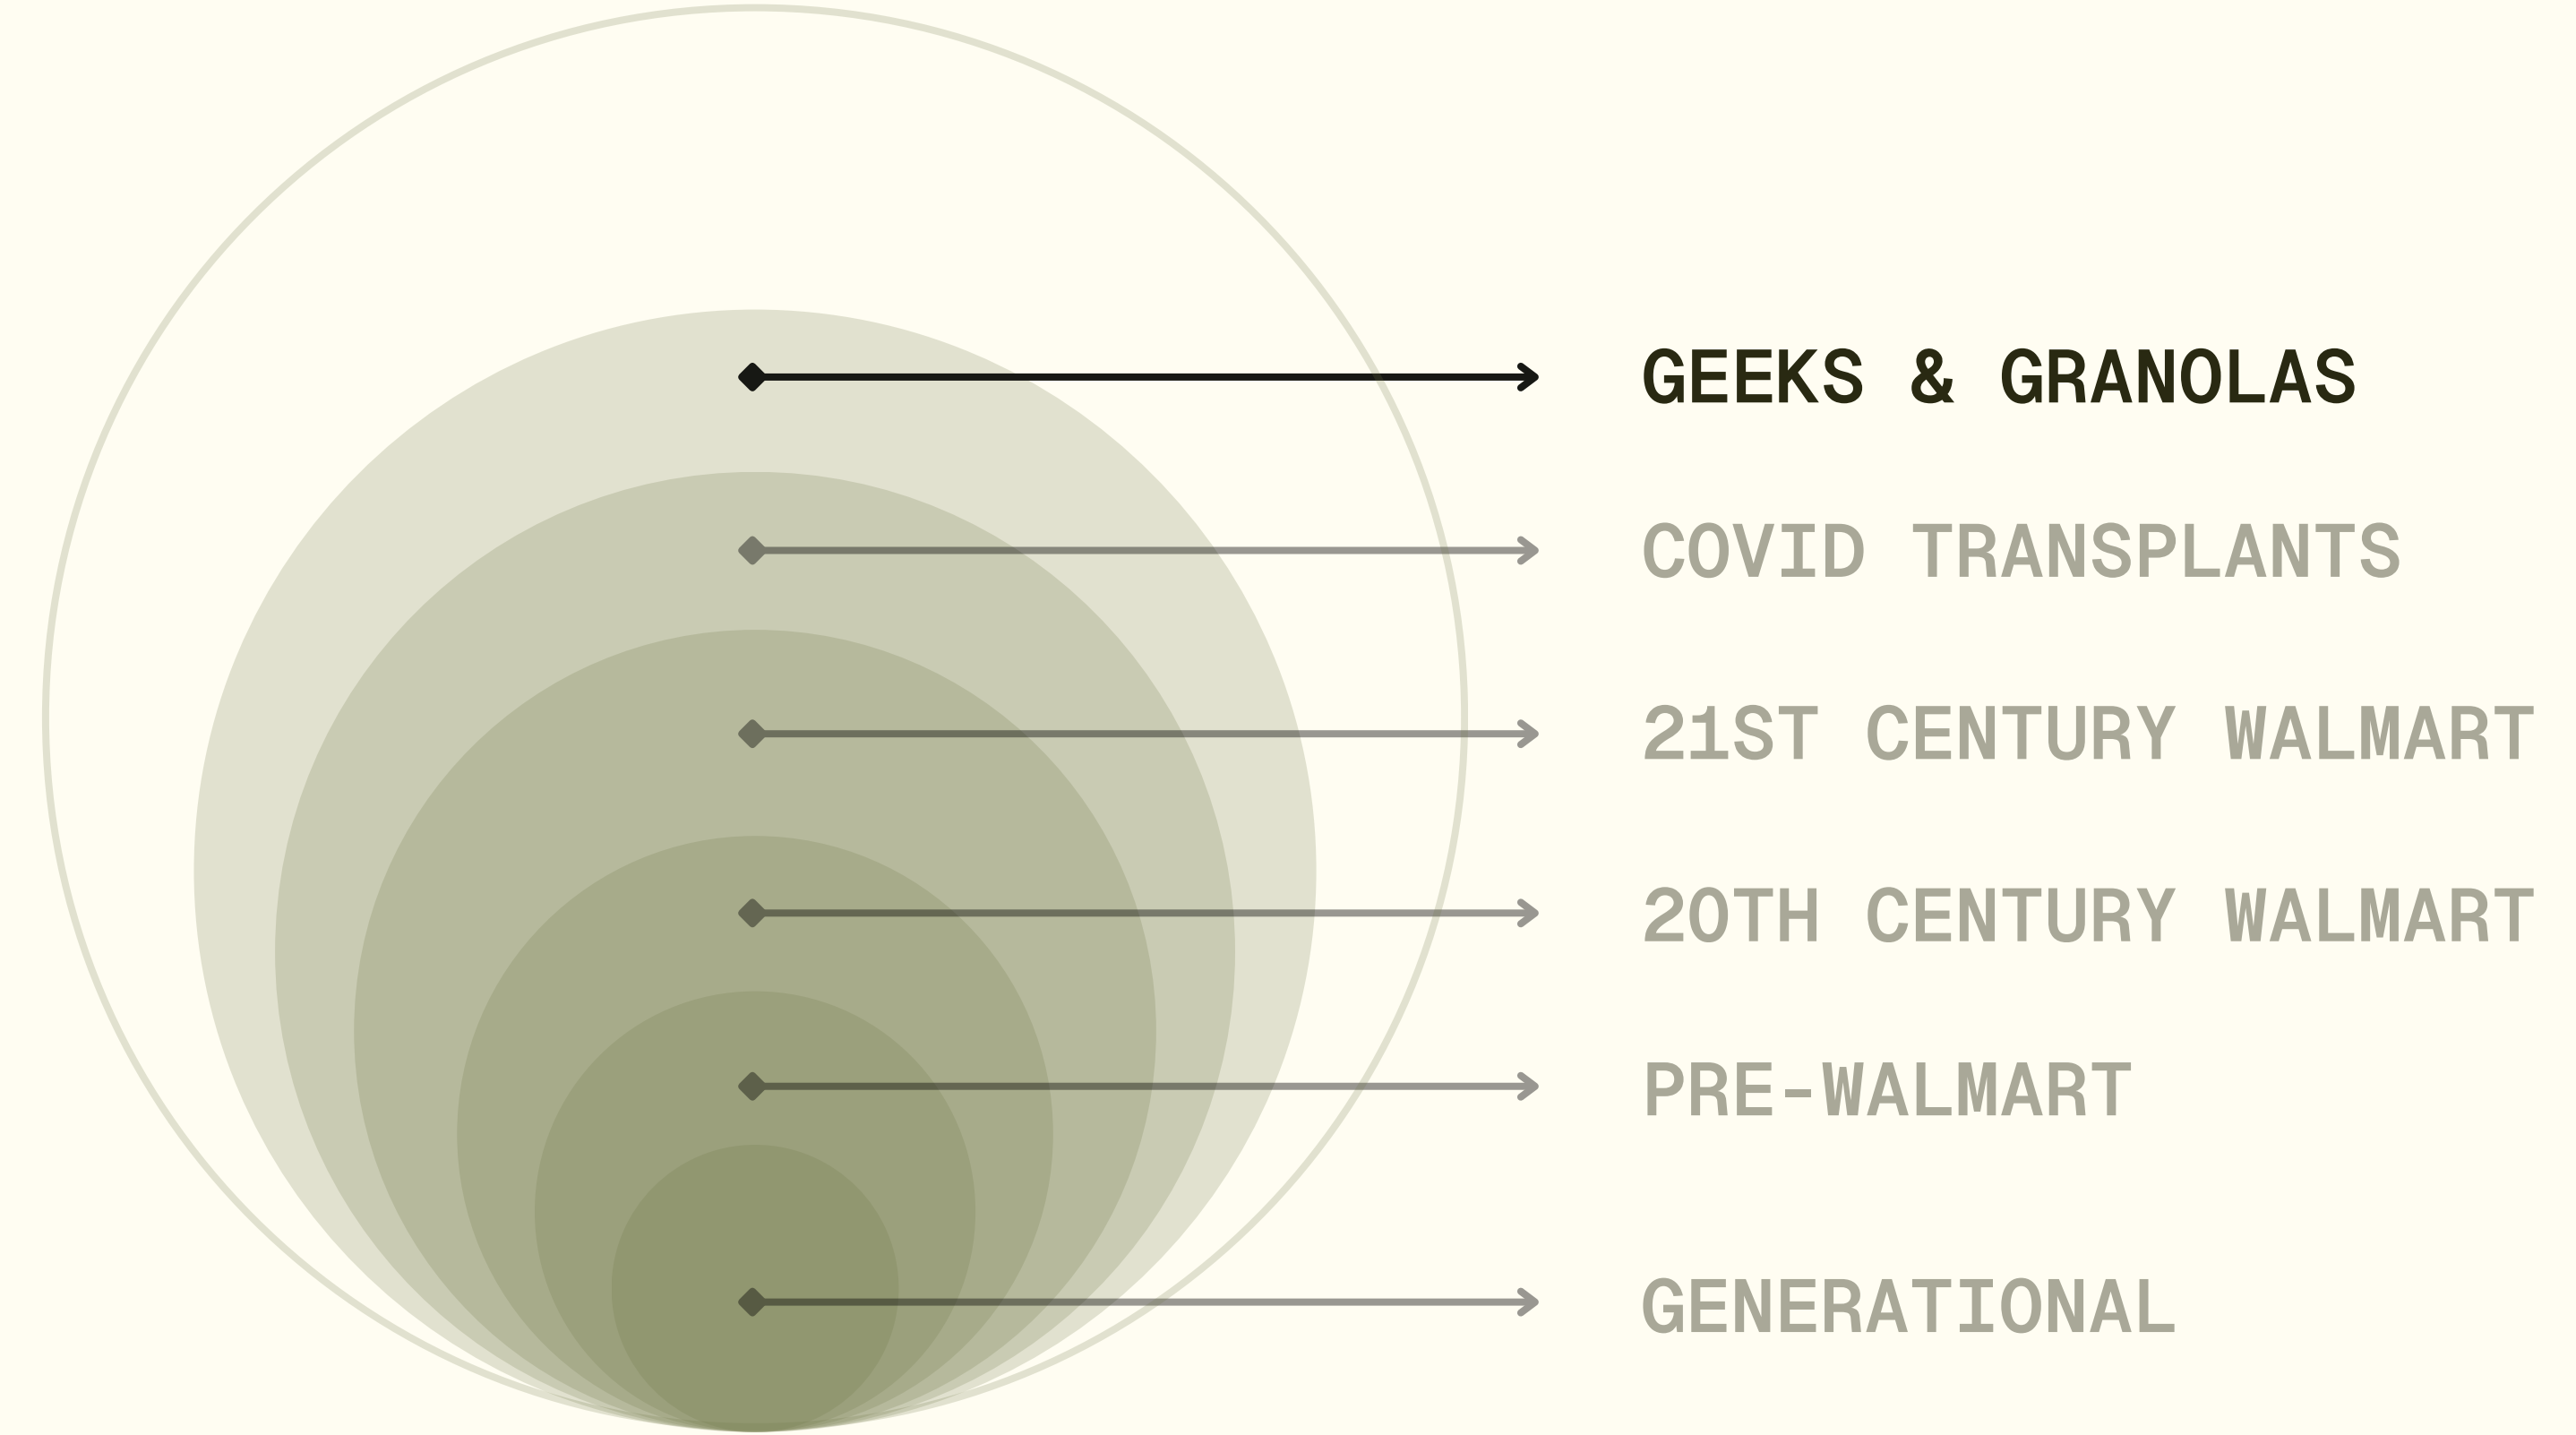 GEEKS & GRANOLAS
COVID TRANSPLANTS
21ST CENTURY WALMART
20TH CENTURY WALMART
PRE-WALMART
GENERATIONAL